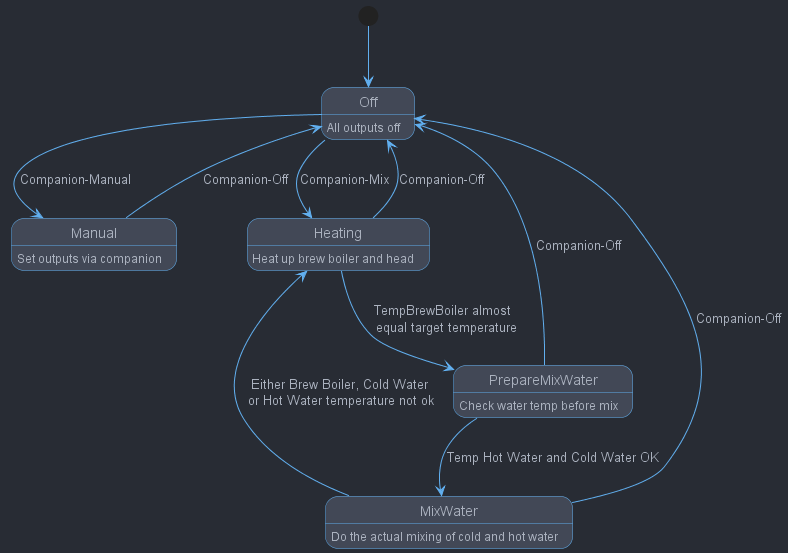 Off
All outputs off
Companion-Manual
Companion-Off
Companion-Mix
Companion-Off
Manual
Set outputs via companion
Heating
Heat up brew boiler and head
Companion-Off
TempBrewBoiler almost
equal target temperature
Companion-Off
PrepareMixWater
Check water temp before mix
Either Brew Boiler, Cold Water
or Hot Water temperature not ok
Temp Hot Water and Cold Water OK
MixWater
Do the actual mixing of cold and hot water